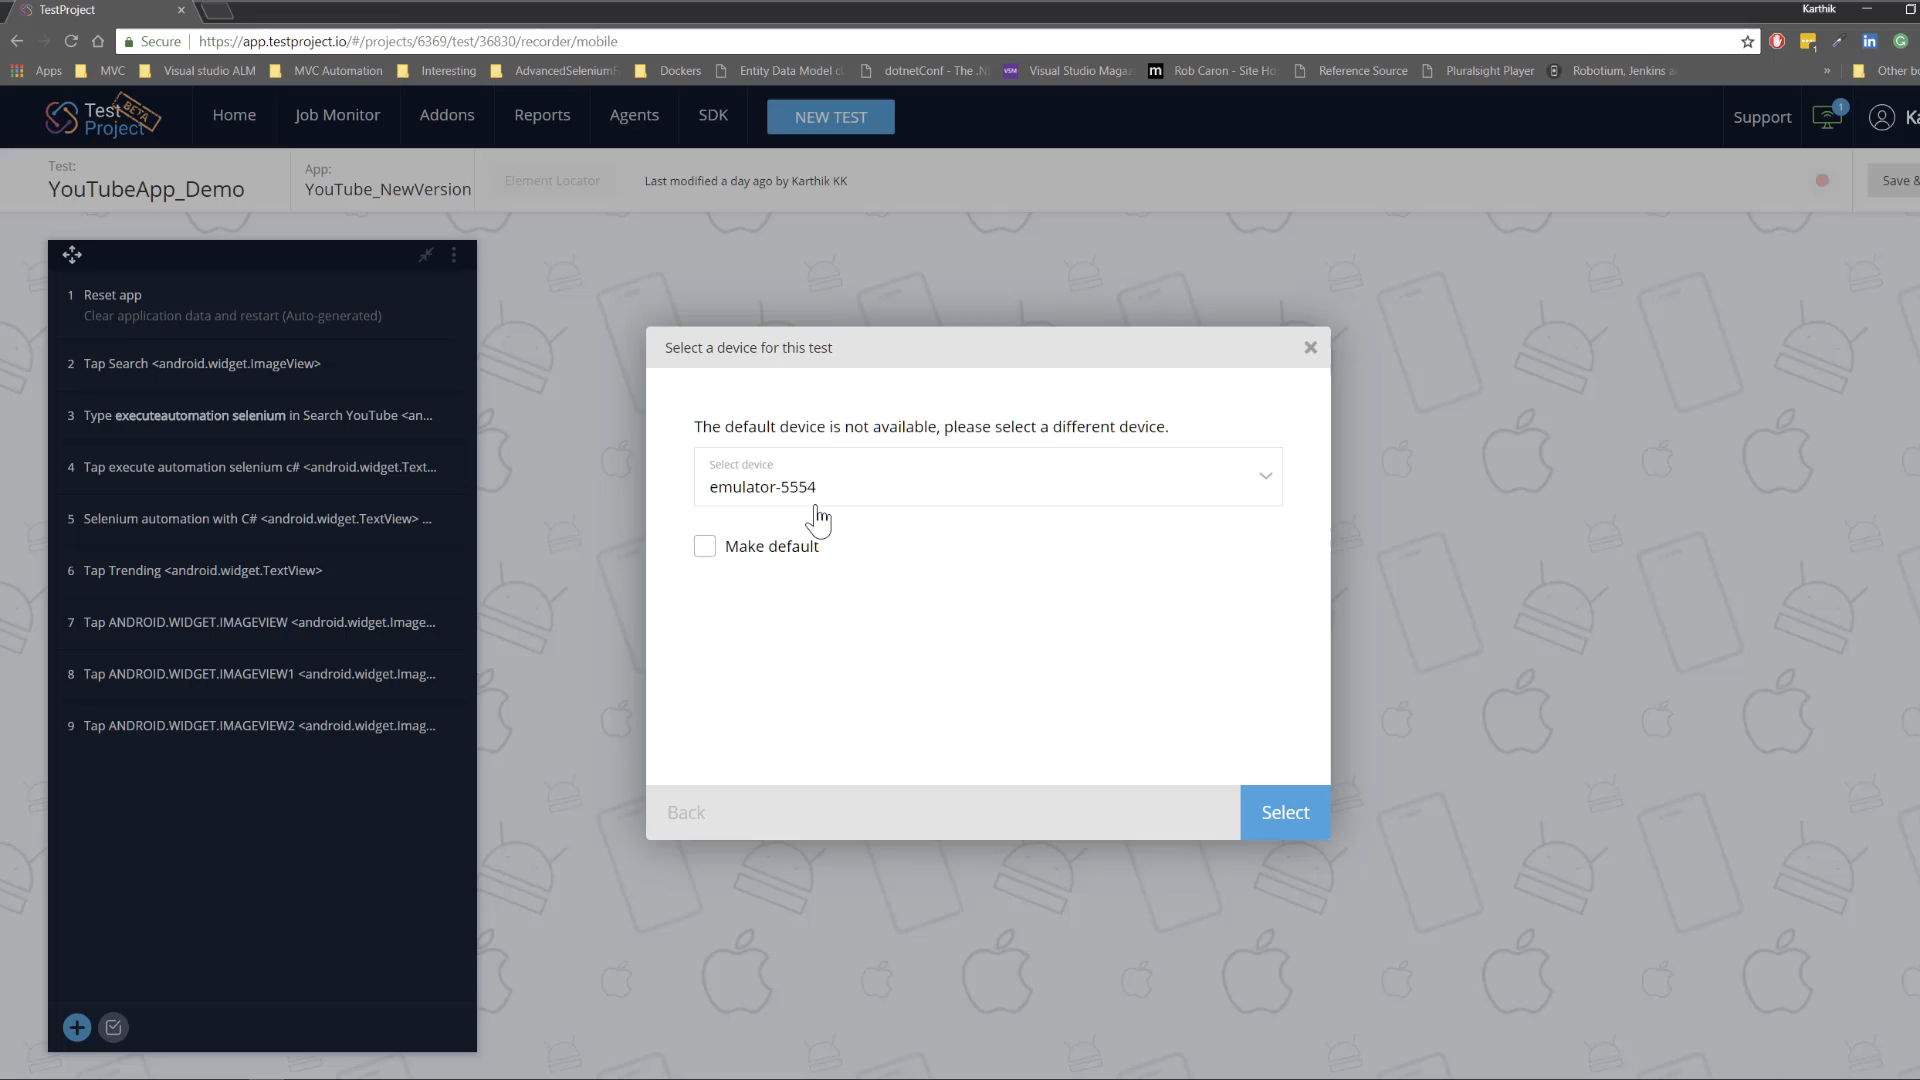 TestProject
Karthik
Secure
https://app.testproject.io/#/projects/6369/test/36830/recorder/mobile
Apps MVC Visual studio ALM MVC Automation Interesting AdvancedSeleniumF Dockers Entity Data Model d dotnetConf - The .N Visual Studio Magaz Rob Caron - Site Ho Reference Source Pluralsight Player Robotium, Jenkins a » Other bo
Test Project BETA
Home Job Monitor Addons Reports Agents SDK NEW TEST Support 1 Ka
Test:
YouTubeApp_Demo
App:
YouTube_NewVersion
Element Locator
Last modified a day ago by Karthik KK
Save &
1 Reset app
Clear application data and restart (Auto-generated)
2 Tap Search <android.widget.ImageView>
3 Type executeautomation selenium in Search YouTube <an...
4 Tap execute automation selenium c# <android.widget.Text...
5 Selenium automation with C# <android.widget.TextView> ...
6 Tap Trending <android.widget.TextView>
7 Tap ANDROID.WIDGET.IMAGEVIEW <android.widget.Image...
8 Tap ANDROID.WIDGET.IMAGEVIEW1 <android.widget.Imag...
9 Tap ANDROID.WIDGET.IMAGEVIEW2 <android.widget.Imag...
Select a device for this test
The default device is not available, please select a different device.
Select device
emulator-5554
Make default
Back
Select